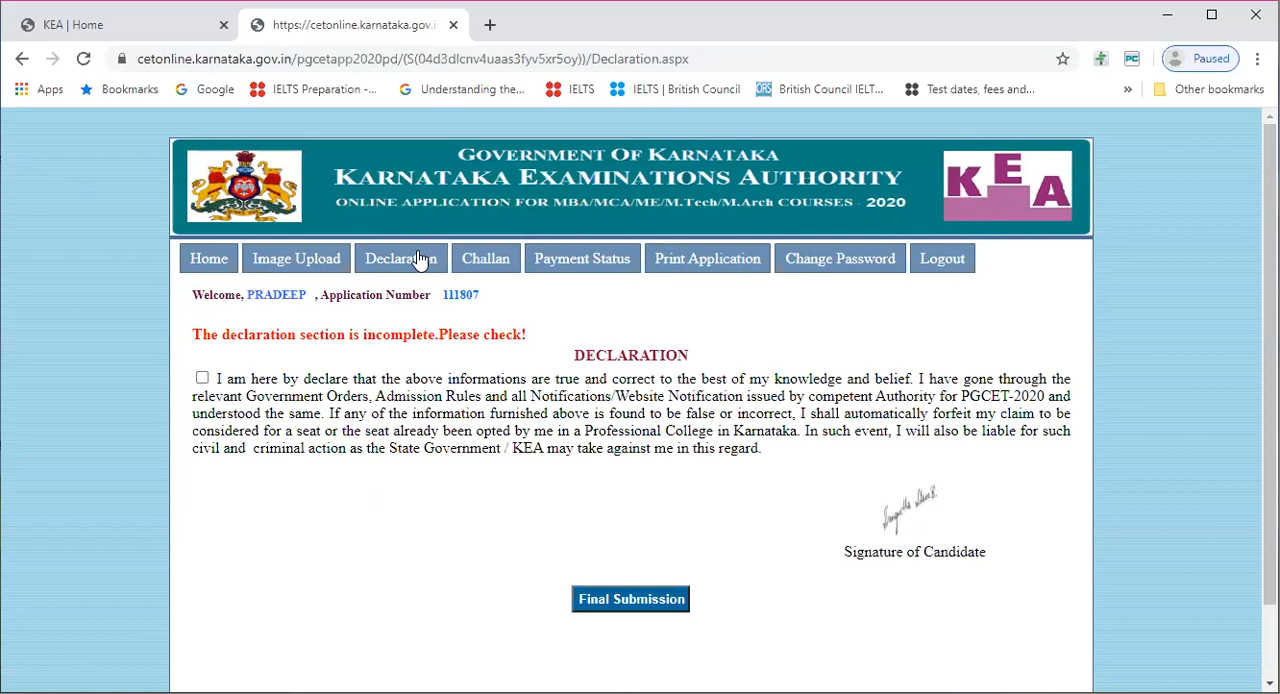 KEA | Home
https://cetonline.karnataka.gov.i
cetonline.karnataka.gov.in/pgcetapp2020pd/(S(04d3dlcnv4uaas3fyv5xr5oy))/Declaration.aspx
PC
Paused
Apps
Bookmarks
Google
IELTS Preparation -...
Understanding the...
IELTS
IELTS | British Council
ORS
British Council IELT...
Test dates, fees and...
»
Other bookmarks
GOVERNMENT OF KARNATAKA
KARNATAKA EXAMINATIONS AUTHORITY
ONLINE APPLICATION FOR MBA/MCA/ME/M.Tech/M.Arch COURSES - 2020
KEA
Home
Image Upload
Declaration
Challan
Payment Status
Print Application
Change Password
Logout
Welcome, PRADEEP , Application Number 111807
The declaration section is incomplete.Please check!
DECLARATION
I am here by declare that the above informations are true and correct to the best of my knowledge and belief. I have gone through the
relevant Government Orders, Admission Rules and all Notifications/Website Notification issued by competent Authority for PGCET-2020 and
understood the same. If any of the information furnished above is found to be false or incorrect, I shall automatically forfeit my claim to be
considered for a seat or the seat already been opted by me in a Professional College in Karnataka. In such event, I will also be liable for such
civil and criminal action as the State Government / KEA may take against me in this regard.
Signature of Candidate
Final Submission